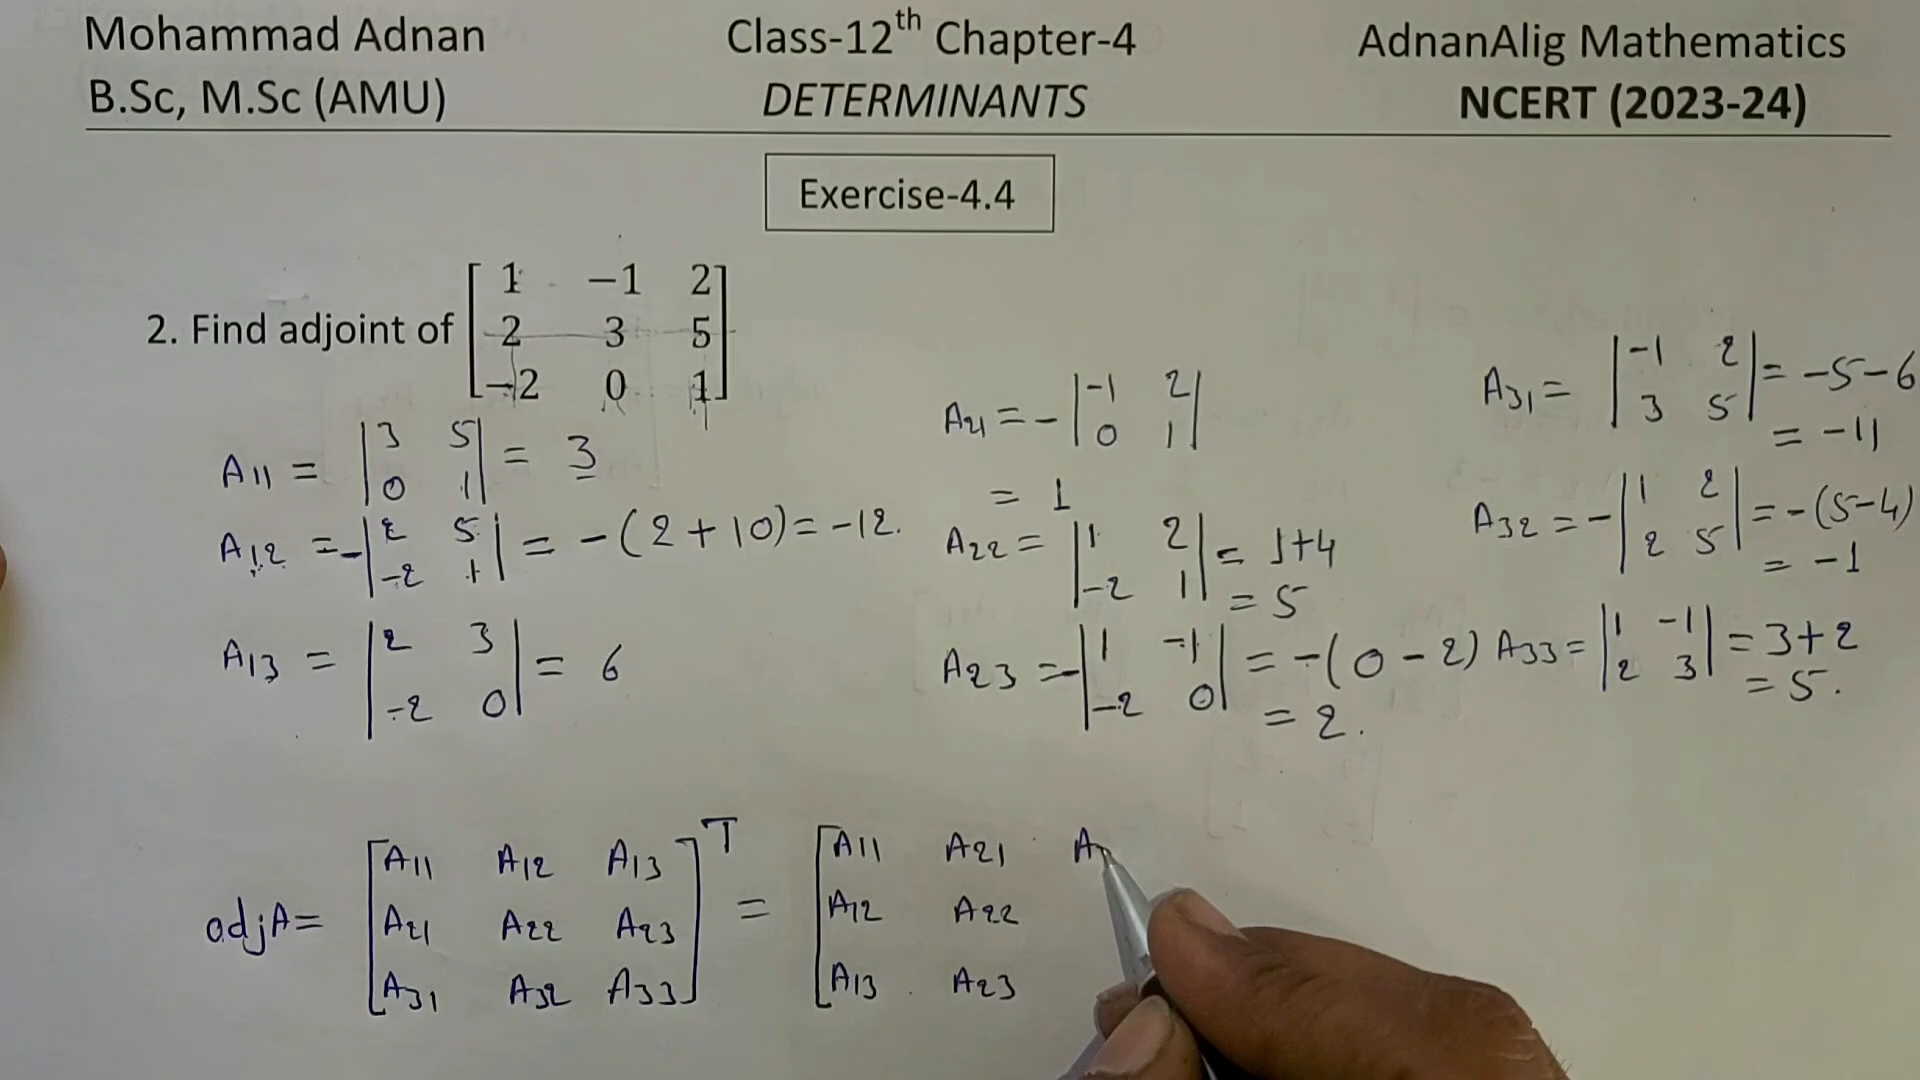 Mohammad Adnan Class-12th Chapter-4 AdnanAlig Mathematics
B.Sc, M.Sc (AMU) DETERMINANTS NCERT (2023-24)
Exercise-4.4
2. Find adjoint of [1 −1 2
2 3 5
−2 0 1]
A11 = |3 5
0 1| = 3
A12 = -|2 5
-2 1| = -(2+10) = -12.
A13 = |2 3
-2 0| = 6
A21 = -|-1 2
0 1|
= 1
A22 = |1 2
-2 1| = 1+4
= 5
A23 = -|1 -1
-2 0| = -(0-2)
= 2.
A31 = |-1 2
3 5| = -5-6
= -11
A32 = -|1 2
2 5| = -(5-4)
= -1
A33 = |1 -1
2 3| = 3+2
= 5.
adjA = [A11 A12 A13
A21 A22 A23
A31 A32 A33]T = [A11 A21 A
A12 A22
A13 A23